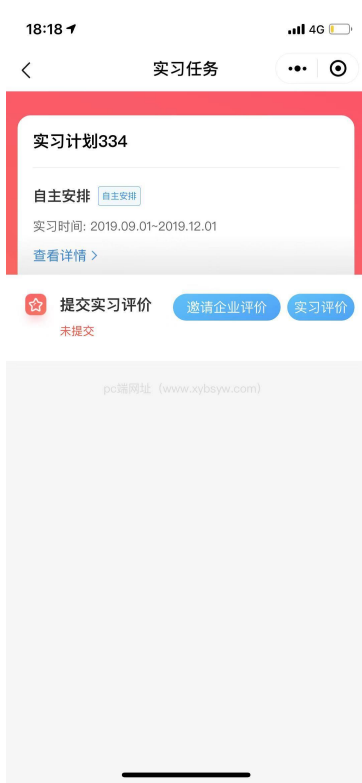 18:18 4G
实习任务
实习计划334
自主安排 自主安排
实习时间: 2019.09.01~2019.12.01
查看详情
提交实习评价 邀请企业评价 实习评价
未提交
pc端网址（www.xybsyw.com）